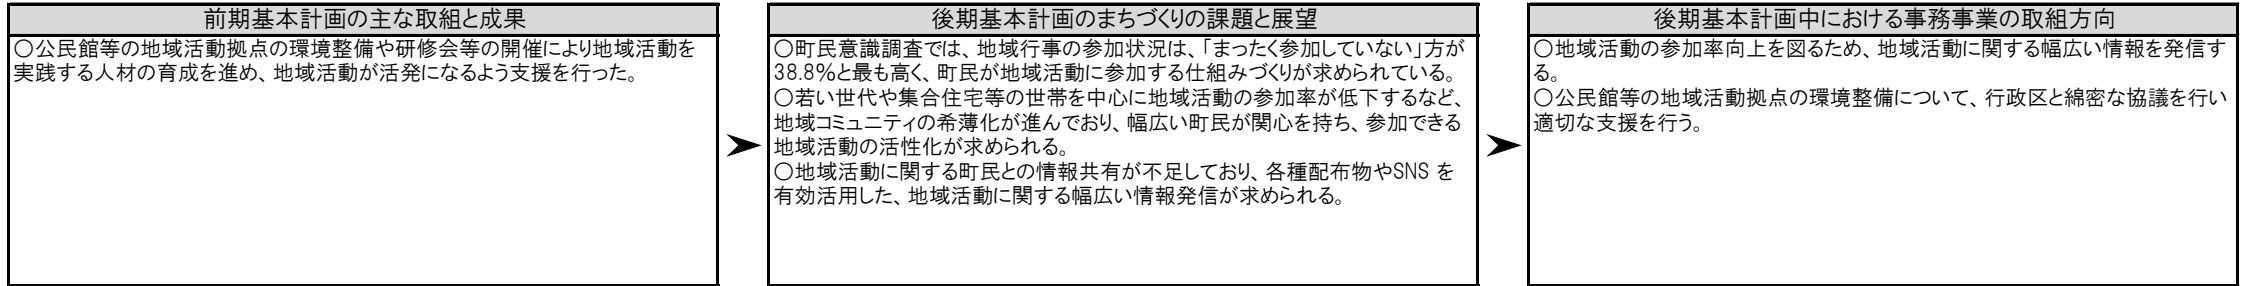 前期基本計画の主な取組と成果
〇公民館等の地域活動拠点の環境整備や研修会等の開催により地域活動を
実践する人材の育成を進め、地域活動が活発になるよう支援を行った。
後期基本計画のまちづくりの課題と展望
〇町民意識調査では、地域行事の参加状況は、「まったく参加していない」方が
38.8％と最も高く、町民が地域活動に参加する仕組みづくりが求められている。
〇若い世代や集合住宅等の世帯を中心に地域活動の参加率が低下するなど、
地域コミュニティの希薄化が進んでおり、幅広い町民が関心を持ち、参加できる
地域活動の活性化が求められる。
〇地域活動に関する町民との情報共有が不足しており、各種配布物やSNS を
有効活用した、地域活動に関する幅広い情報発信が求められる。
後期基本計画中における事務事業の取組方向
〇地域活動の参加率向上を図るため、地域活動に関する幅広い情報を発信す
る。
〇公民館等の地域活動拠点の環境整備について、行政区と綿密な協議を行い
適切な支援を行う。